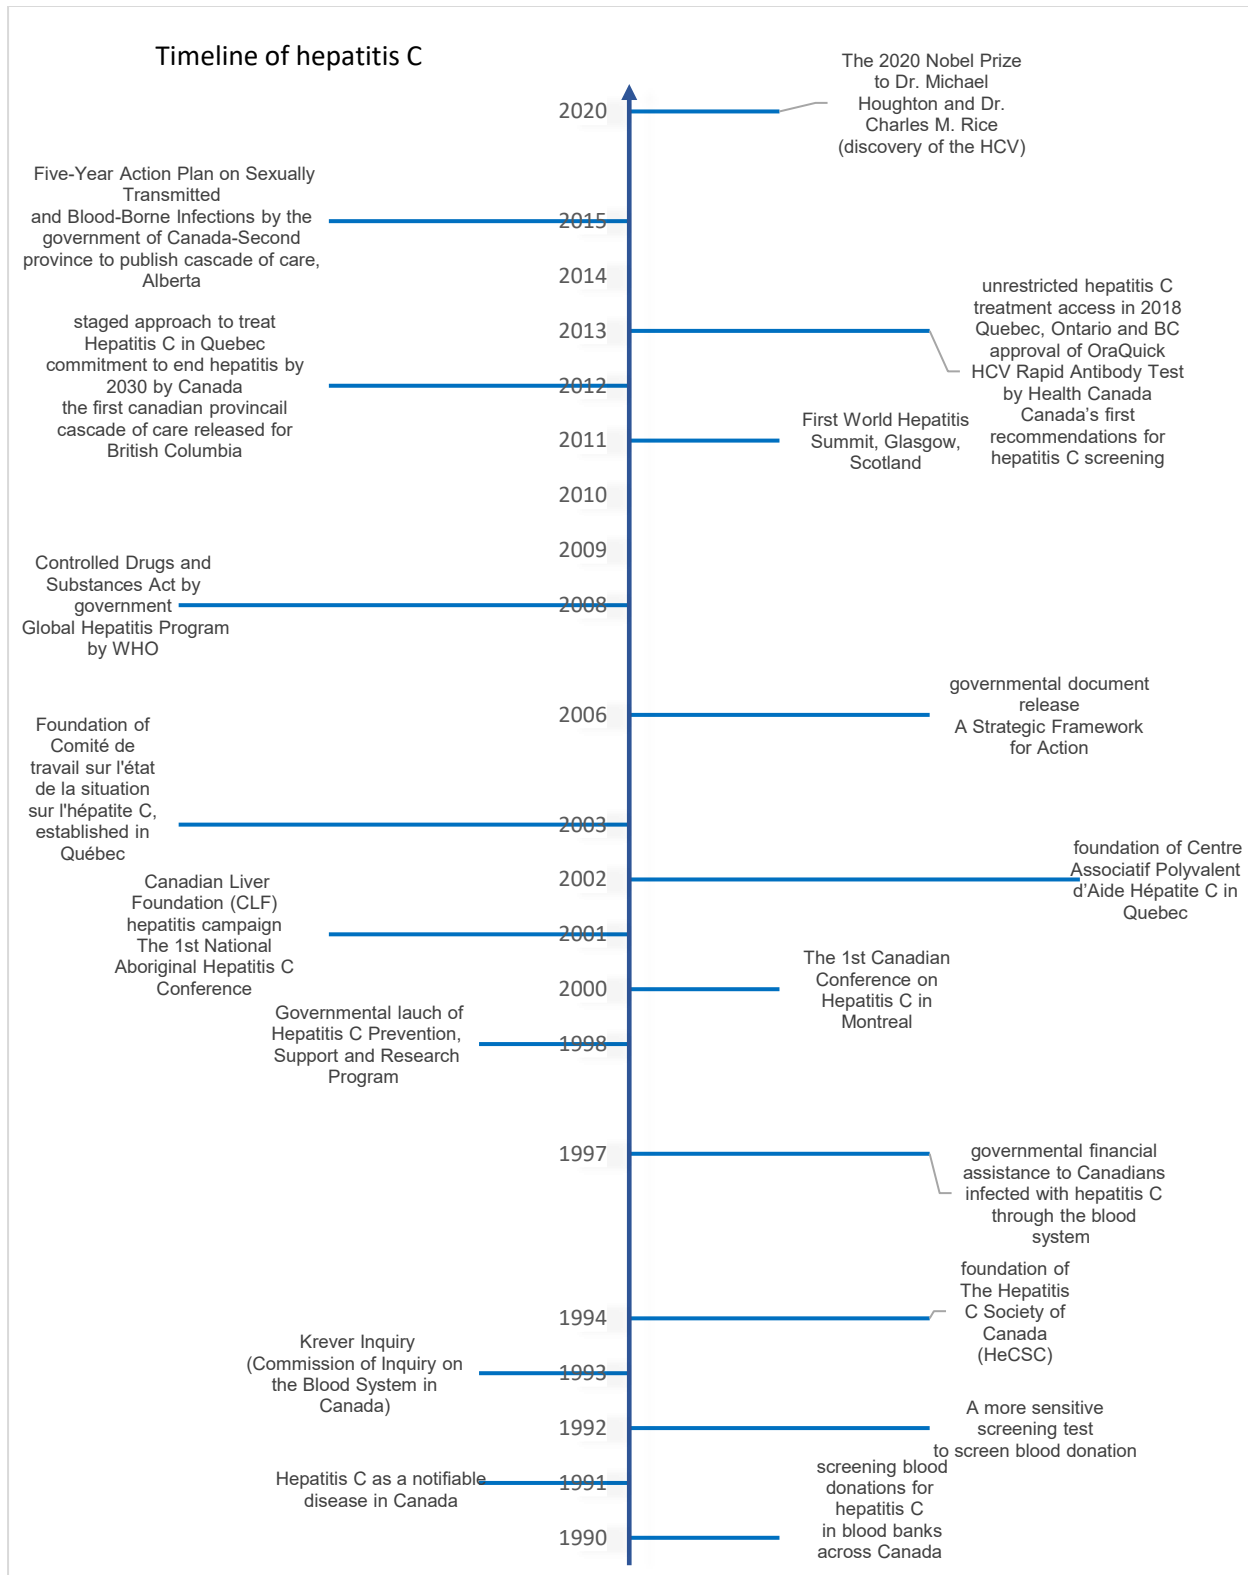 Timeline of hepatitis C
2020
The 2020 Nobel Prize
to Dr. Michael
Houghton and Dr.
Charles M. Rice
(discovery of the HCV)
Five-Year Action Plan on Sexually
Transmitted
and Blood-Borne Infections by the
government of Canada-Second
province to publish cascade of care,
Alberta
2015
2014
2013
unrestricted hepatitis C
treatment access in 2018
Quebec, Ontario and BC
approval of OraQuick
HCV Rapid Antibody Test
by Health Canada
Canada’s first
recommendations for
hepatitis C screening
staged approach to treat
Hepatitis C in Quebec
commitment to end hepatitis by
2030 by Canada
the first canadian provincail
cascade of care released for
British Columbia
2012
2011
First World Hepatitis
Summit, Glasgow,
Scotland
2010
2009
Controlled Drugs and
Substances Act by
government
Global Hepatitis Program
by WHO
2008
2006
governmental document
release
A Strategic Framework
for Action
Foundation of
Comité de
travail sur l'état
de la situation
sur l'hépatite C,
established in
Québec
2003
2002
foundation of Centre
Associatif Polyvalent
d’Aide Hépatite C in
Quebec
Canadian Liver
Foundation (CLF)
hepatitis campaign
The 1st National
Aboriginal Hepatitis C
Conference
2001
2000
The 1st Canadian
Conference on
Hepatitis C in
Montreal
Governmental lauch of
Hepatitis C Prevention,
Support and Research
Program
1998
1997
governmental financial
assistance to Canadians
infected with hepatitis C
through the blood
system
1994
foundation of
The Hepatitis
C Society of
Canada
(HeCSC)
Krever Inquiry
(Commission of Inquiry on
the Blood System in
Canada)
1993
1992
A more sensitive
screening test
to screen blood donation
Hepatitis C as a notifiable
disease in Canada
1991
1990
screening blood
donations for
hepatitis C
in blood banks
across Canada